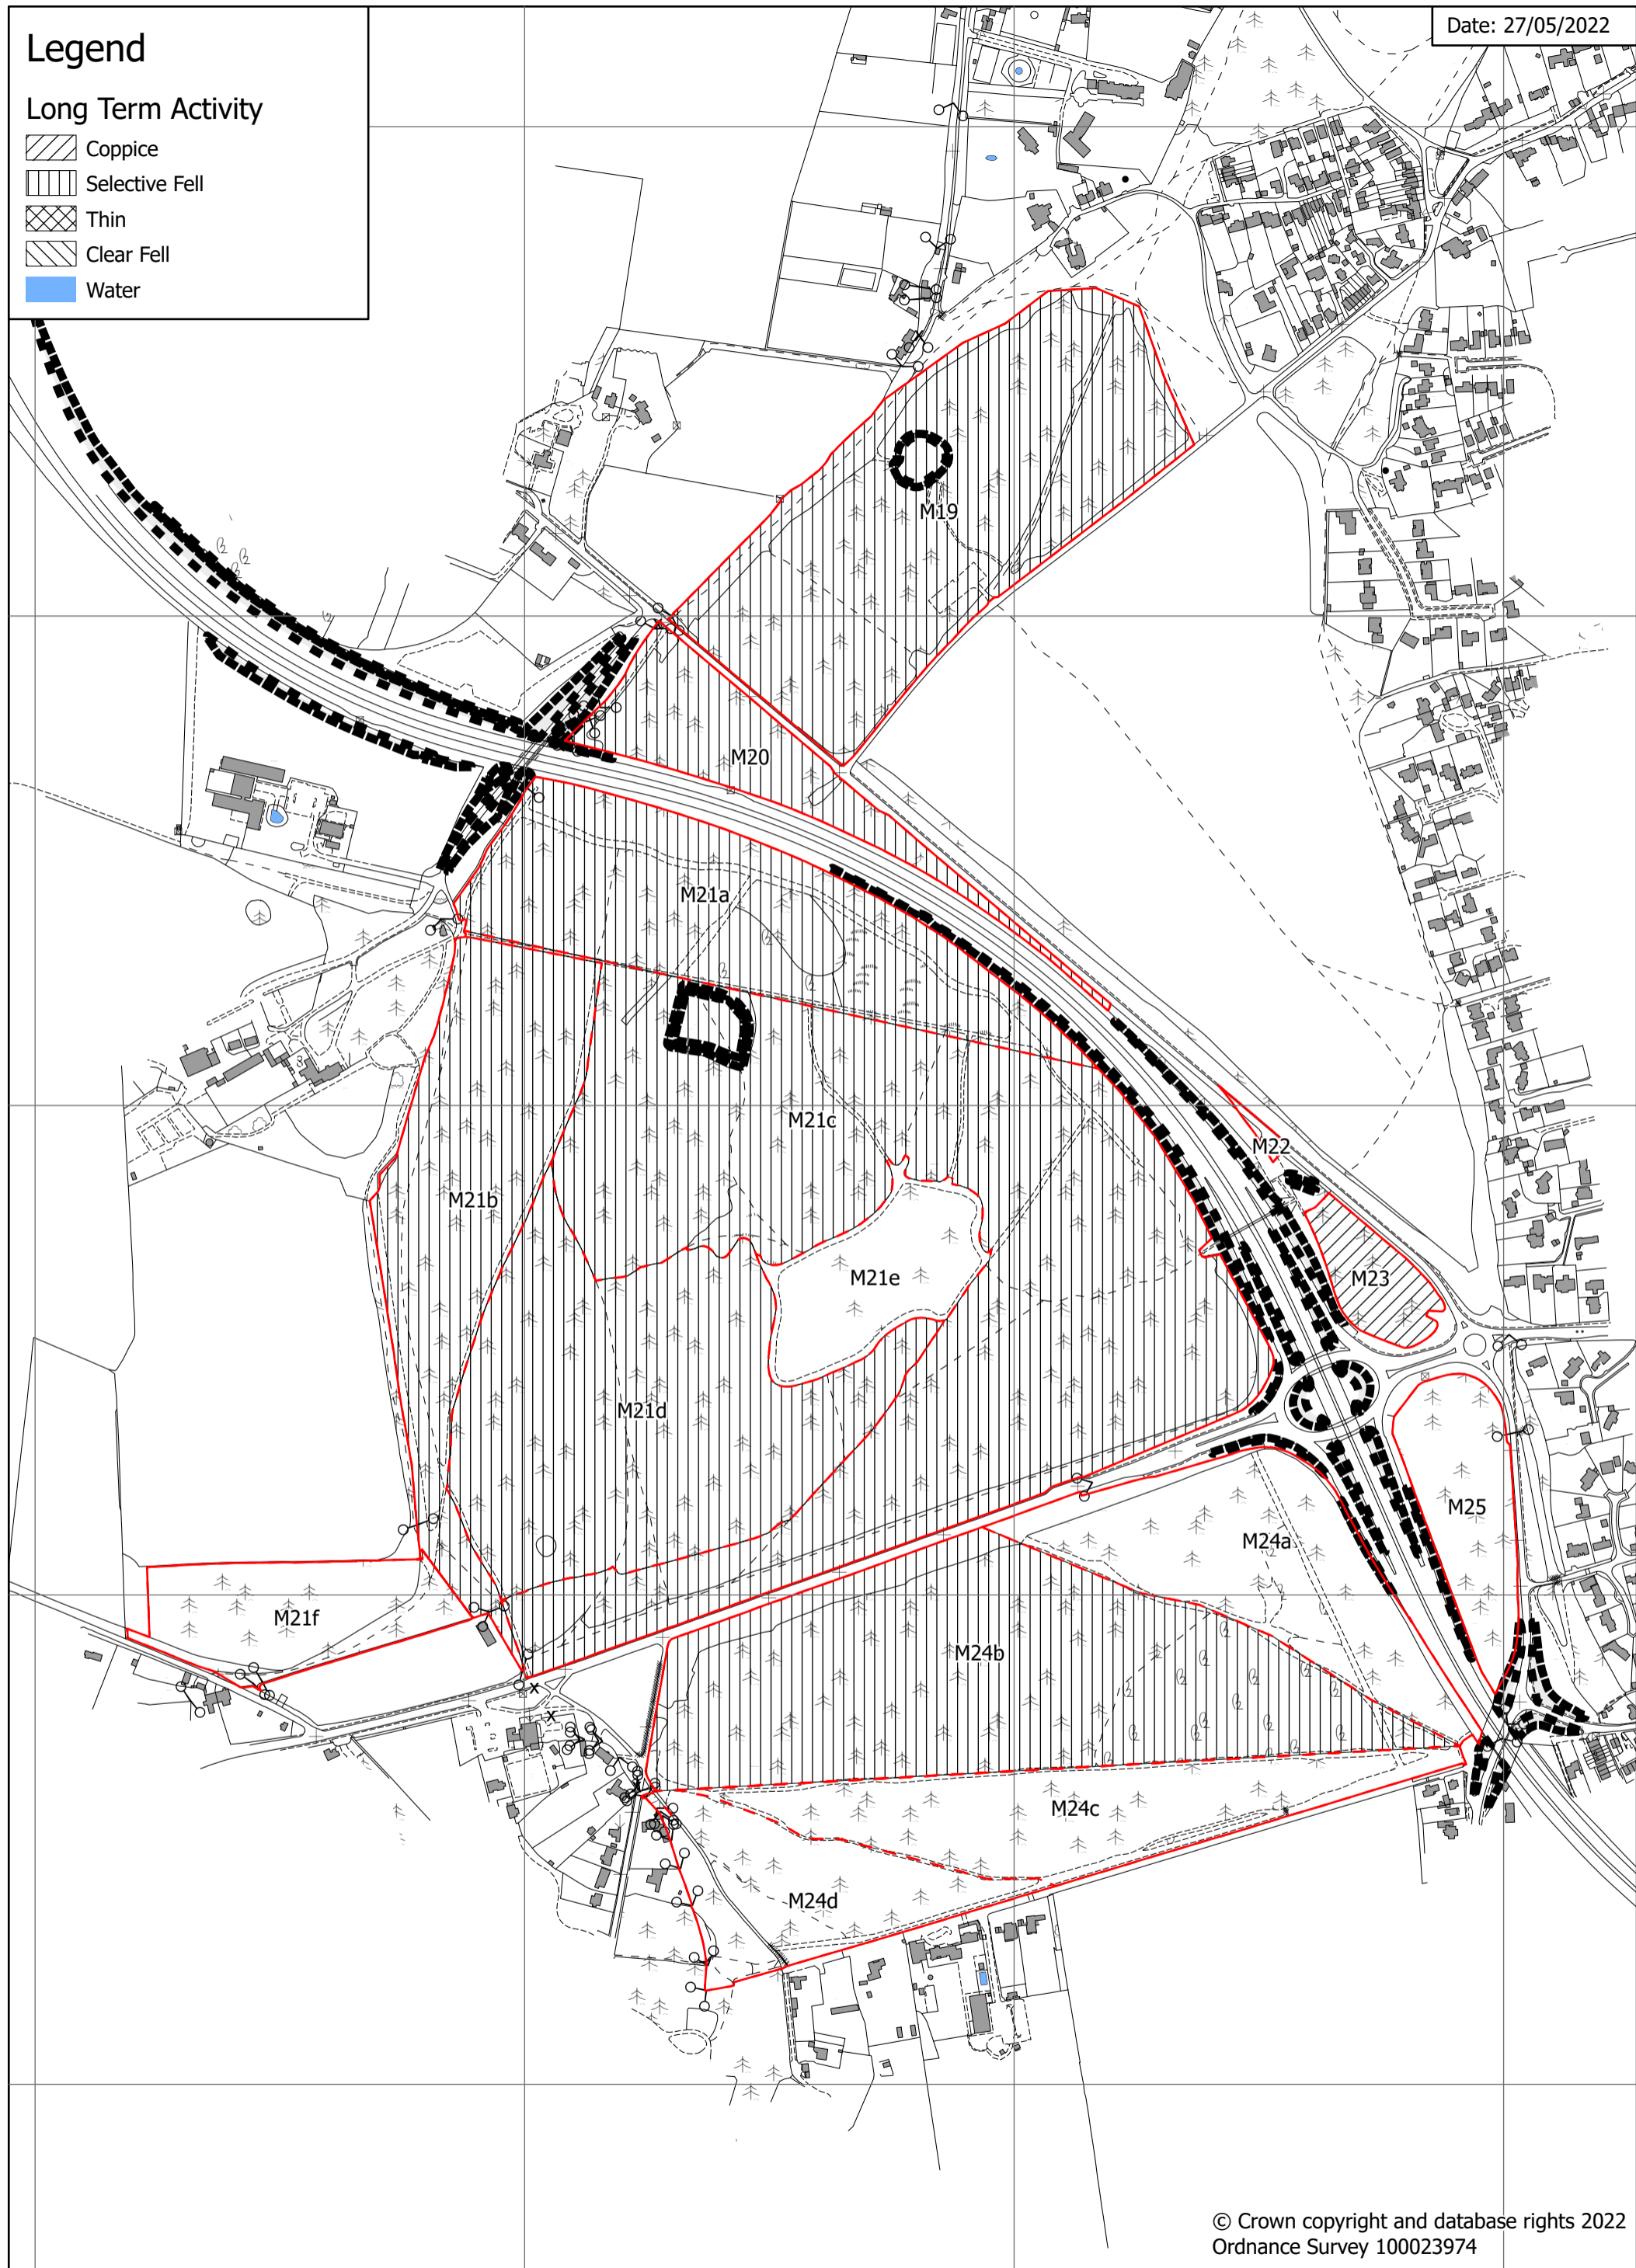 Legend
Date: 27/05/2022
Long Term Activity
Coppice
Selective Fell
Thin
Clear Fell
Water
M19
M20
M21a
M21c
M22
M21b
M21e
M23
M21d
M25
M24a
M21f
M24b
M24c
M24d
© Crown copyright and database rights 2022
Ordnance Survey 100023974